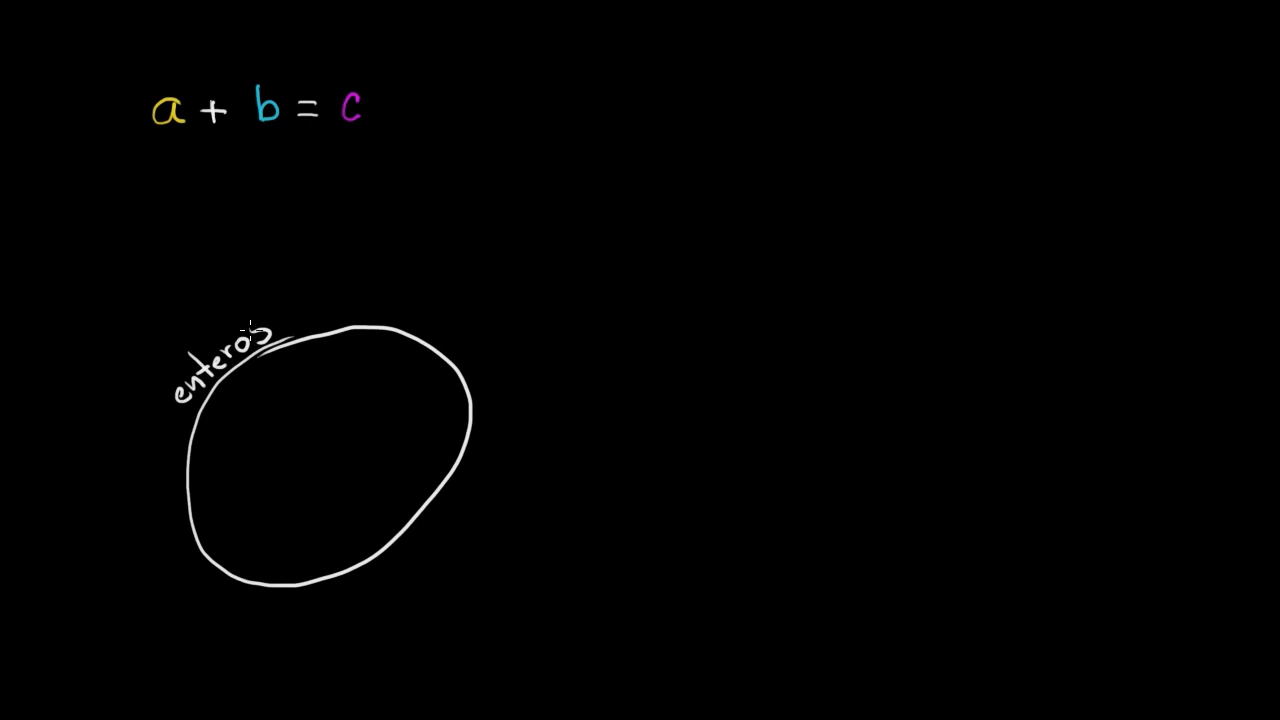 a + b = c
enteros